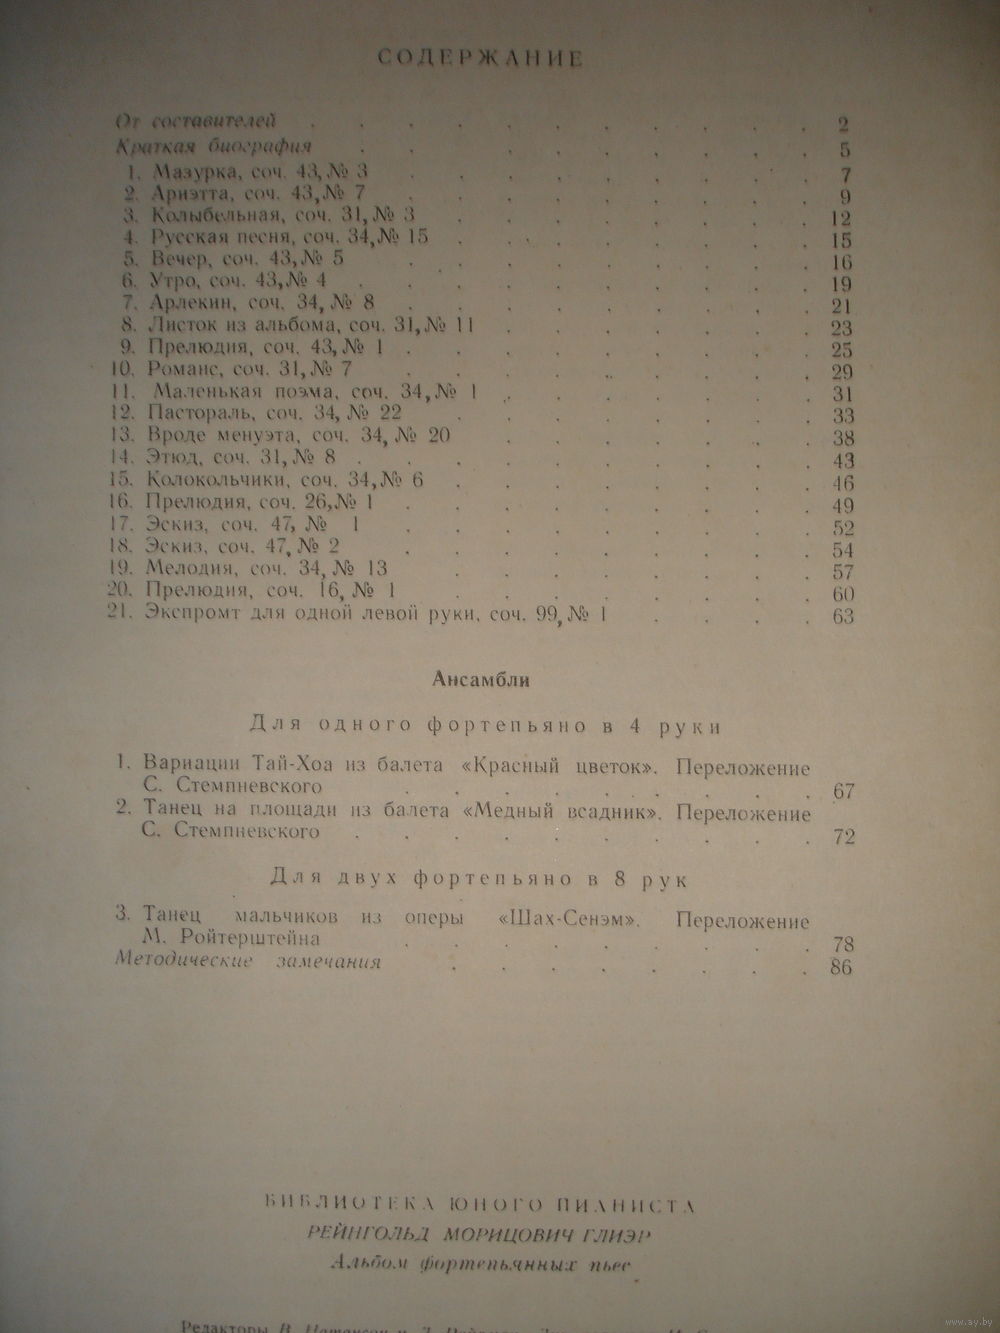 СОДЕРЖАНИЕ
От составителей . . . . . . . . . . 2
Краткая биография . . . . . . . . . 5
1. Мазурка, соч. 43, № 3 . . . . . . . . . 7
2. Ариэтта, соч. 43, № 7 . . . . . . . . . 9
3. Колыбельная, соч. 31, № 3 . . . . . . . . 12
4. Русская песня, соч. 34, № 15 . . . . . . . . 15
5. Вечер, соч. 43, № 5 . . . . . . . . . 16
6. Утро, соч. 43, № 4 . . . . . . . . . . 19
7. Арлекин, соч. 34, № 8 . . . . . . . . . 21
8. Листок из альбома, соч. 31, № 11 . . . . . . . 23
9. Прелюдия, соч. 43, № 1 . . . . . . . . . 25
10. Романс, соч. 31, № 7 . . . . . . . . . 29
11. Маленькая поэма, соч. 34, № 1 . . . . . . . 31
12. Пастораль, соч. 34, № 22 . . . . . . . . 33
13. Вроде менуэта, соч. 34, № 20 . . . . . . . 38
14. Этюд, соч. 31, № 8 . . . . . . . . . . 43
15. Колокольчики, соч. 34, № 6 . . . . . . . . 46
16. Прелюдия, соч. 26, № 1 . . . . . . . . . 49
17. Эскиз, соч. 47, № 1 . . . . . . . . . 52
18. Эскиз, соч. 47, № 2 . . . . . . . . . 54
19. Мелодия, соч. 34, № 13 . . . . . . . . 57
20. Прелюдия, соч. 16, № 1 . . . . . . . . 60
21. Экспромт для одной левой руки, соч. 99, № 1 . . . . 63
Ансамбли
Для одного фортепьяно в 4 руки
1. Вариации Тай-Хоа из балета «Красный цветок». Переложение
С. Стемпневского . . . . . . . . . 67
2. Танец на площади из балета «Медный всадник». Переложение
С. Стемпневского . . . . . . . . . . 72
Для двух фортепьяно в 8 рук
3. Танец мальчиков из оперы «Шах-Сенэм». Переложение
М. Ройтерштейна . . . . . . . . . 78
Методические замечания . . . . . . . . 86
БИБЛИОТЕКА ЮНОГО ПИАНИСТА
РЕЙНГОЛЬД МОРИЦОВИЧ ГЛИЭР
Альбом фортепьянных пьес
Редакторы В.
www.ay.by